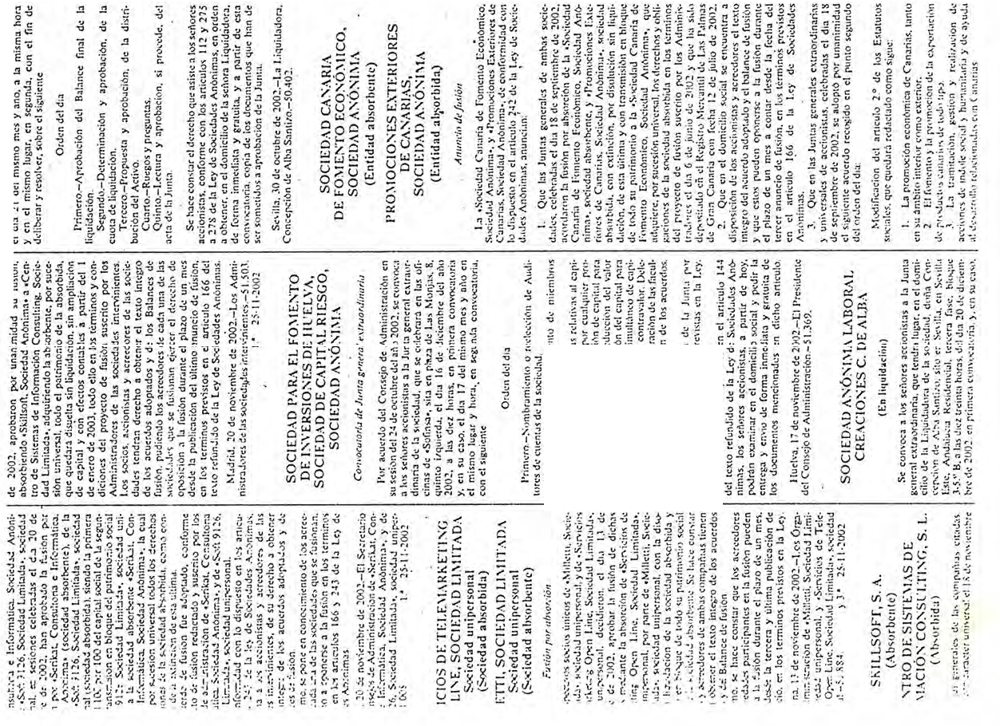 nsultiva e Informática, Sociedad Anóni-
«Soft 3126, Sociedad Limitada», sociedad
nal, en sesiones celebradas el día 20 de
e de 2002, han aprobado la fusión por
n por «Serikat, Consultoría e Informática,
Anónima» (sociedad absorbente), de la
«Soft 3126, Sociedad Limitada», sociedad
l, siendo propietaria la sociedad primera
l 100 por 100 del capital social de la segun-
ansmisión en bloque del patrimonio social
9126, Sociedad Limitada», sociedad uni-
a la sociedad absorbente «Serikat, Con-
Informática, Sociedad Anónima», la cual
por sucesión universal todos los derechos
iones de la sociedad absorbida, como con-
de la extinción de esta última.
uerdo de fusión fue adoptado, conforme
to de fusión redactado y suscrito por los
de administración de «Serikat, Consultoría
Sociedad Anónima», y de «Soft 9126,
Limitada», sociedad unipersonal.
rmidad con lo dispuesto en los artícu-
243 de la Ley de Sociedades Anónimas,
a a los accionistas y acreedores de las
s intervinientes, de su derecho a obtener
egro de los acuerdos adoptados y de
es de fusión.
mo, se pone en conocimiento de los acree-
cada una de las sociedades que se fusionan,
o a oponerse a la fusión en los términos
en los artículos 166 y 243 de la Ley de
s Anónimas
20 de noviembre de 2002.—El Secretario
nsejos de Administración de «Serikat, Con-
Informática, Sociedad Anónima», y de
26, Sociedad Limitada», sociedad uniper-
1.ª 25-11-2002
ICIOS DE TELEMARKETING
LINE, SOCIEDAD LIMITADA
Sociedad unipersonal
(Sociedad absorbida)
ETTI, SOCIEDAD LIMITADA
Sociedad unipersonal
(Sociedad absorbente)
Fusión por absorción
pectivos socios únicos de «Miletti, Socie-
da» sociedad unipersonal, y de «Servicios
arketing Open Line, Sociedad Limitada»,
unipersonal, decidieron, el día 13 de
e de 2002, aprobar la fusión de dichas
mediante la absorción de «Servicios de
ting Open Line, Sociedad Limitada»,
unipersonal, por parte de «Milletti, Socie-
ada», sociedad unipersonal, con la diso-
liquidación de la sociedad absorbida y
en bloque de todo su patrimonio social
sociedad absorbente Se hace constar
y acreedores de ambas compañías tienen
obtener el texto íntegro de los acuerdos
y del Balance de fusión
mo, se hace constar que los acreedores
edades participantes en la fusión pueden
a la fusión durante el plazo de un mes,
desde la tercera y última publicación de
cio, en los términos previstos en la Ley.
na, 13 de noviembre de 2002.—Los Órga-
ministración de «Miletti, Sociedad Limi-
edad unipersonal, y «Servicios de Tele-
Open Line, Sociedad Limitada», sociedad
y 3.ª 25-11-2002
SKILLSOFT, S. A.
(Absorbente)
NTRO DE SISTEMAS DE
MACIÓN CONSULTING, S. L.
(Absorbida)
as generales de las compañías citadas,
con carácter universal el 18 de noviembre
de 2002, aprobaron por unanimidad su fusión,
absorbiendo «Skillsoft, Sociedad Anónima» a «Cen-
tro de Sistemas de Información Consulting, Socie-
dad Limitada», adquiriendo la absorbente, por suce-
sión universal, todo el patrimonio de la absorbida,
que quedará disuelta sin liquidación, sin ampliación
de capital y con efectos contables a partir del 1
de enero de 2003, todo ello en los términos y con-
diciones del proyecto de fusión suscrito por los
Administradores de las sociedades intervinientes.
Los socios, accionistas y acreedores de las socie-
dades tendrán derecho a obtener el texto íntegro
de los acuerdos adoptados y de los Balances de
fusión, pudiendo los acreedores de cada una de las
sociedades que se fusionan ejercer el derecho de
oposición a la fusión durante el plazo de un mes
desde la publicación del último anuncio de fusión,
en los términos previstos en el artículo 166 del
texto refundido de la Ley de Sociedades Anónimas.
Madrid, 20 de noviembre de 2002.—Los Admi-
nistradores de las sociedades intervinientes.—51.503.
1.ª 25-11-2002
SOCIEDAD PARA EL FOMENTO
DE INVERSIONES DE HUELVA,
SOCIEDAD DE CAPITAL RIESGO,
SOCIEDAD ANÓNIMA
Convocatoria de Junta general extraordinaria
Por acuerdo del Consejo de Administración en
su sesión del 24 de octubre del año 2002, se convoca
a los señores accionistas a la Junta general extraor-
dinaria de la sociedad, que se celebrará en las ofi-
cinas de «Sofinsa», sita en plaza de Las Monjas, 8,
quinto izquierda, el día 16 de diciembre del año
2002, a las diez horas, en primera convocatoria
y, en su caso, el día 17 del mismo mes y año, en
el mismo lugar y hora, en segunda convocatoria,
con el siguiente
Orden del día
Primero.—Nombramiento o reelección de Audi-
tores de cuentas de la sociedad.
nto de miembros
s relativas al capi-
por cualquier pro-
ión de capital para
ducción del valor
ón del capital para
imultáneo de capi-
contravalor. Dele-
ración de las facul-
n de los acuerdos.
de la Junta por
revistas en la Ley.
en el artículo 144
del texto refundido de la Ley de Sociedades Anó-
nimas, los señores accionistas, a partir de hoy,
podrán examinar en el domicilio social y pedir la
entrega y envío de forma inmediata y gratuita de
los documentos mencionados en dicho artículo.
Huelva, 17 de noviembre de 2002.—El Presidente
del Consejo de Administración.—51.369.
SOCIEDAD ANÓNIMA LABORAL
CREACIONES C. DE ALBA
(En liquidación)
Se convoca a los señores accionistas a la Junta
general extraordinaria, que tendrá lugar, en el domi-
cilio de la Liquidadora de la sociedad, doña Con-
cepción de Alba Santizo, sito en Sevilla
Este, Andalucía Residencial, tercera fase, bloque
3-5.º B, a las diez treinta horas, del día 20 de diciem-
bre de 2002, en primera convocatoria, y, en su caso,
el día 21 del mismo mes y año, a la misma hora
y en el mismo lugar, en segunda, con el fin de
deliberar y resolver, sobre el siguiente
Orden del día
Primero.—Aprobación del Balance final de la
liquidación.
Segundo.—Determinación y aprobación, de la
cuota de liquidación.
Tercero.—Propuesta y aprobación, de la distri-
bución del Activo.
Cuarto.—Ruegos y preguntas.
Quinto.—Lectura y aprobación, si procede, del
acta de la Junta.
Se hace constar el derecho que asiste a los señores
accionistas, conforme con los artículos 112 y 275
a 278 de la Ley de Sociedades Anónimas, en orden
a obtener, en el domicilio de la señora Liquidadora,
de forma inmediata y gratuita, y a partir de esta
convocatoria, copia de los documentos que han de
ser sometidos a aprobación de la Junta.
Sevilla, 30 de octubre de 2002.—La Liquidadora,
Concepción de Alba Santizo.—50.402.
SOCIEDAD CANARIA
DE FOMENTO ECONÓMICO,
SOCIEDAD ANÓNIMA
(Entidad absorbente)
PROMOCIONES EXTERIORES
DE CANARIAS,
SOCIEDAD ANÓNIMA
(Entidad absorbida)
Anuncio de fusión
La «Sociedad Canaria de Fomento Económico,
Sociedad Anónima», y «Promociones Exteriores de
Canarias, Sociedad Anónima», de conformidad con
lo dispuesto en el artículo 242 de la Ley de Socie-
dades Anónimas, anuncian:
1. Que las Juntas generales de ambas socie-
dades, celebradas el día 18 de septiembre de 2002,
acordaron la fusión por absorción de la «Sociedad
Canaria de Fomento Económico, Sociedad Anó-
nima», sociedad absorbente, y «Promociones Exte-
riores de Canarias, Sociedad Anónima», sociedad
absorbida, con extinción, por disolución sin liqui-
dación, de esta última y con transmisión en bloque
de todo su patrimonio a la «Sociedad Canaria de
Fomento Económico, Sociedad Anónima», que
adquiere, por sucesión universal, los derechos y obli-
gaciones de la sociedad absorbida en los términos
del proyecto de fusión suscrito por los Adminis-
tradores el día 6 de junio de 2002 y que ha sido
depositado en el Registro Mercantil de Las Palmas
de Gran Canaria con fecha 12 de julio de 2002.
2. Que en el domicilio social se encuentra a
disposición de los accionistas y acreedores el texto
íntegro del acuerdo adoptado y el balance de fusión
y que éstos pueden oponerse a la fusión durante
el plazo de un mes a contar desde la fecha del
tercer anuncio de fusión, en los términos previstos
en el artículo 166 de la Ley de Sociedades
Anónimas.
3. Que en las Juntas generales extraordinarias
y universales de accionistas, celebradas el día 18
de septiembre de 2002, se adoptó por unanimidad
el siguiente acuerdo recogido en el punto segundo
del orden del día:
Modificación del artículo 2.º de los Estatutos
sociales, que quedará redactado como sigue:
1. La promoción económica de Canarias, tanto
en su ámbito interior como exterior.
2. El fomento y la promoción de la exportación
de productos canarios de todo tipo.
3. La tramitación, gestión y realización de
acciones de índole social y humanitaria y de ayuda
al desarrollo relacionadas con Canarias.